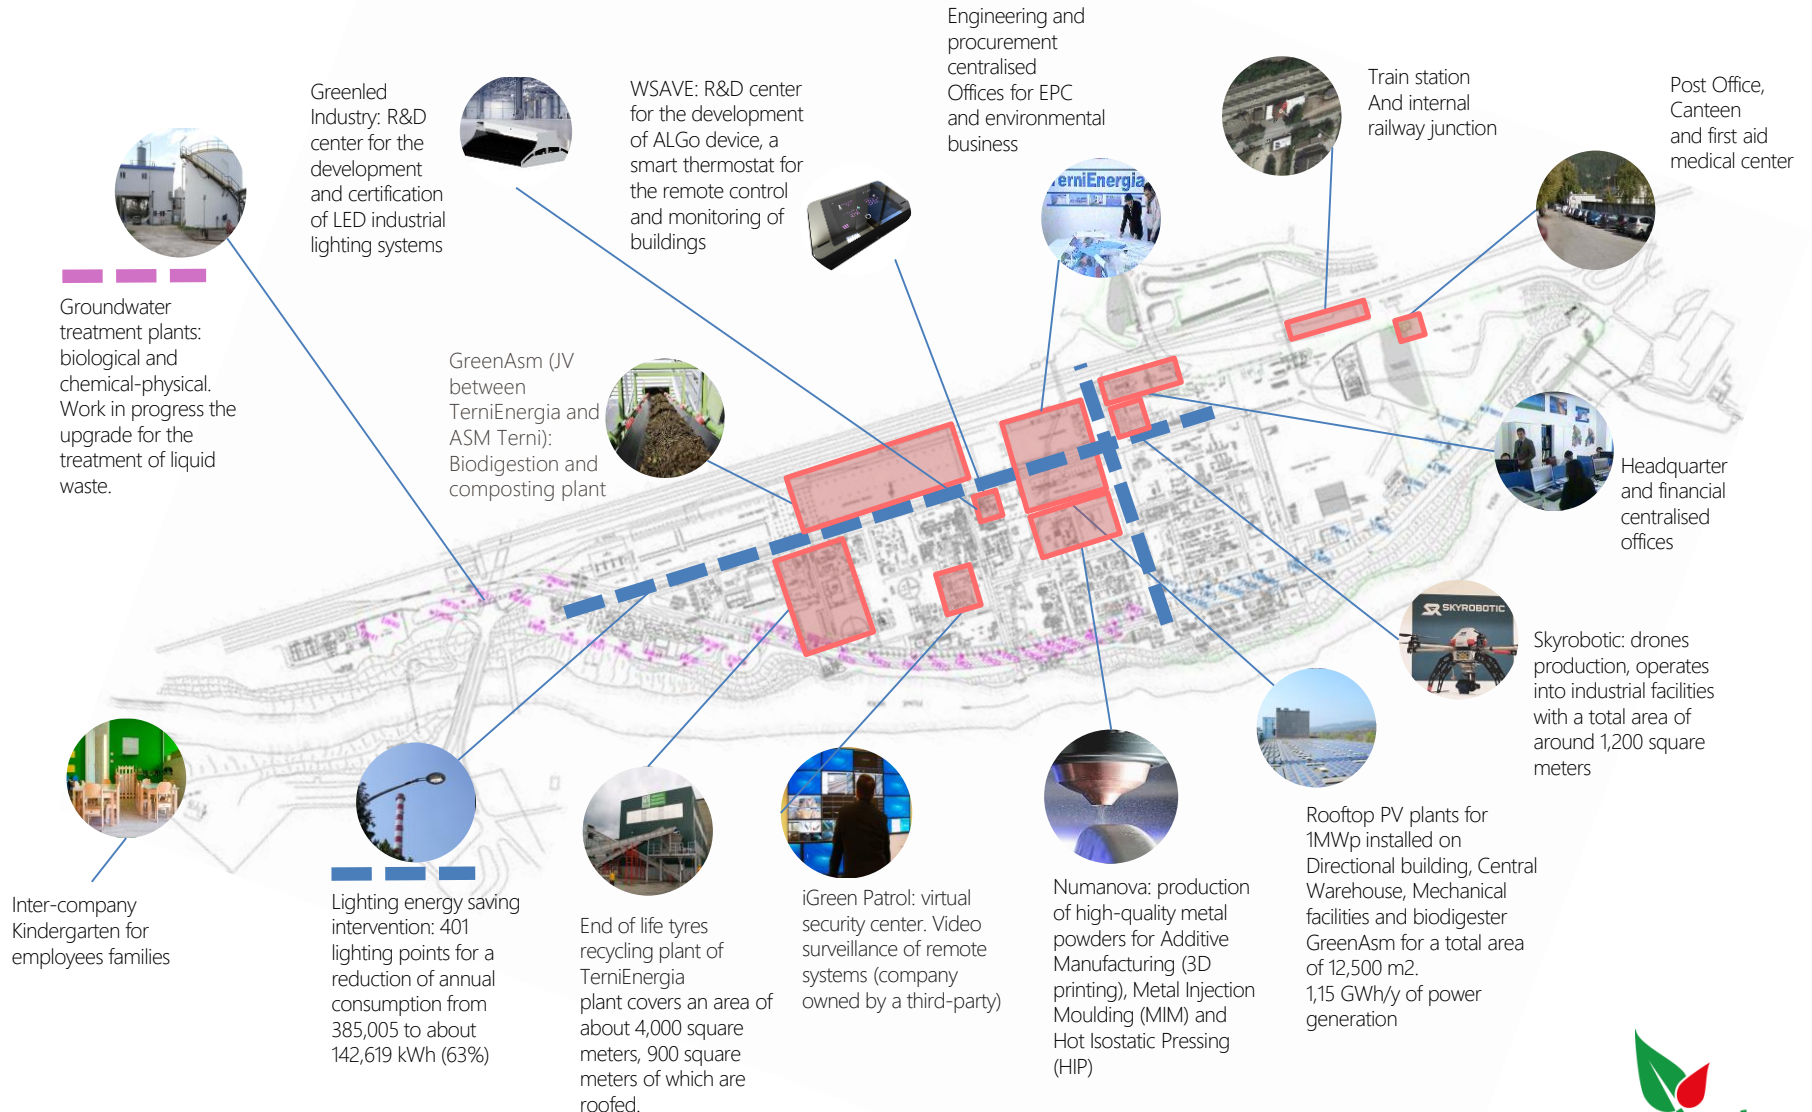 Engineering and
procurement
centralised
Offices for EPC
and environmental
business
Train station
And internal
railway junction
Post Office,
Canteen
and first aid
medical center
Greenled
Industry: R&D
center for the
development
and certification
of LED industrial
lighting systems
WSAVE: R&D center
for the development
of ALGo device, a
smart thermostat for
the remote control
and monitoring of
buildings
TerniEnergia
Groundwater
treatment plants:
biological and
chemical-physical.
Work in progress the
upgrade for the
treatment of liquid
waste.
GreenAsm (JV
between
TerniEnergia and
ASM Terni):
Biodigestion and
composting plant
Headquarter
and financial
centralised
offices
SKYROBOTIC
Skyrobotic: drones
production, operates
into industrial facilities
with a total area of
around 1,200 square
meters
Inter-company
Kindergarten for
employees families
Lighting energy saving
intervention: 401
lighting points for a
reduction of annual
consumption from
385,005 to about
142,619 kWh (63%)
End of life tyres
recycling plant of
TerniEnergia
plant covers an area of
about 4,000 square
meters, 900 square
meters of which are
roofed.
iGreen Patrol: virtual
security center. Video
surveillance of remote
systems (company
owned by a third-party)
Numanova: production
of high-quality metal
powders for Additive
Manufacturing (3D
printing), Metal Injection
Moulding (MIM) and
Hot Isostatic Pressing
(HIP)
Rooftop PV plants for
1MWp installed on
Directional building, Central
Warehouse, Mechanical
facilities and biodigester
GreenAsm for a total area
of 12,500 m2.
1,15 GWh/y of power
generation